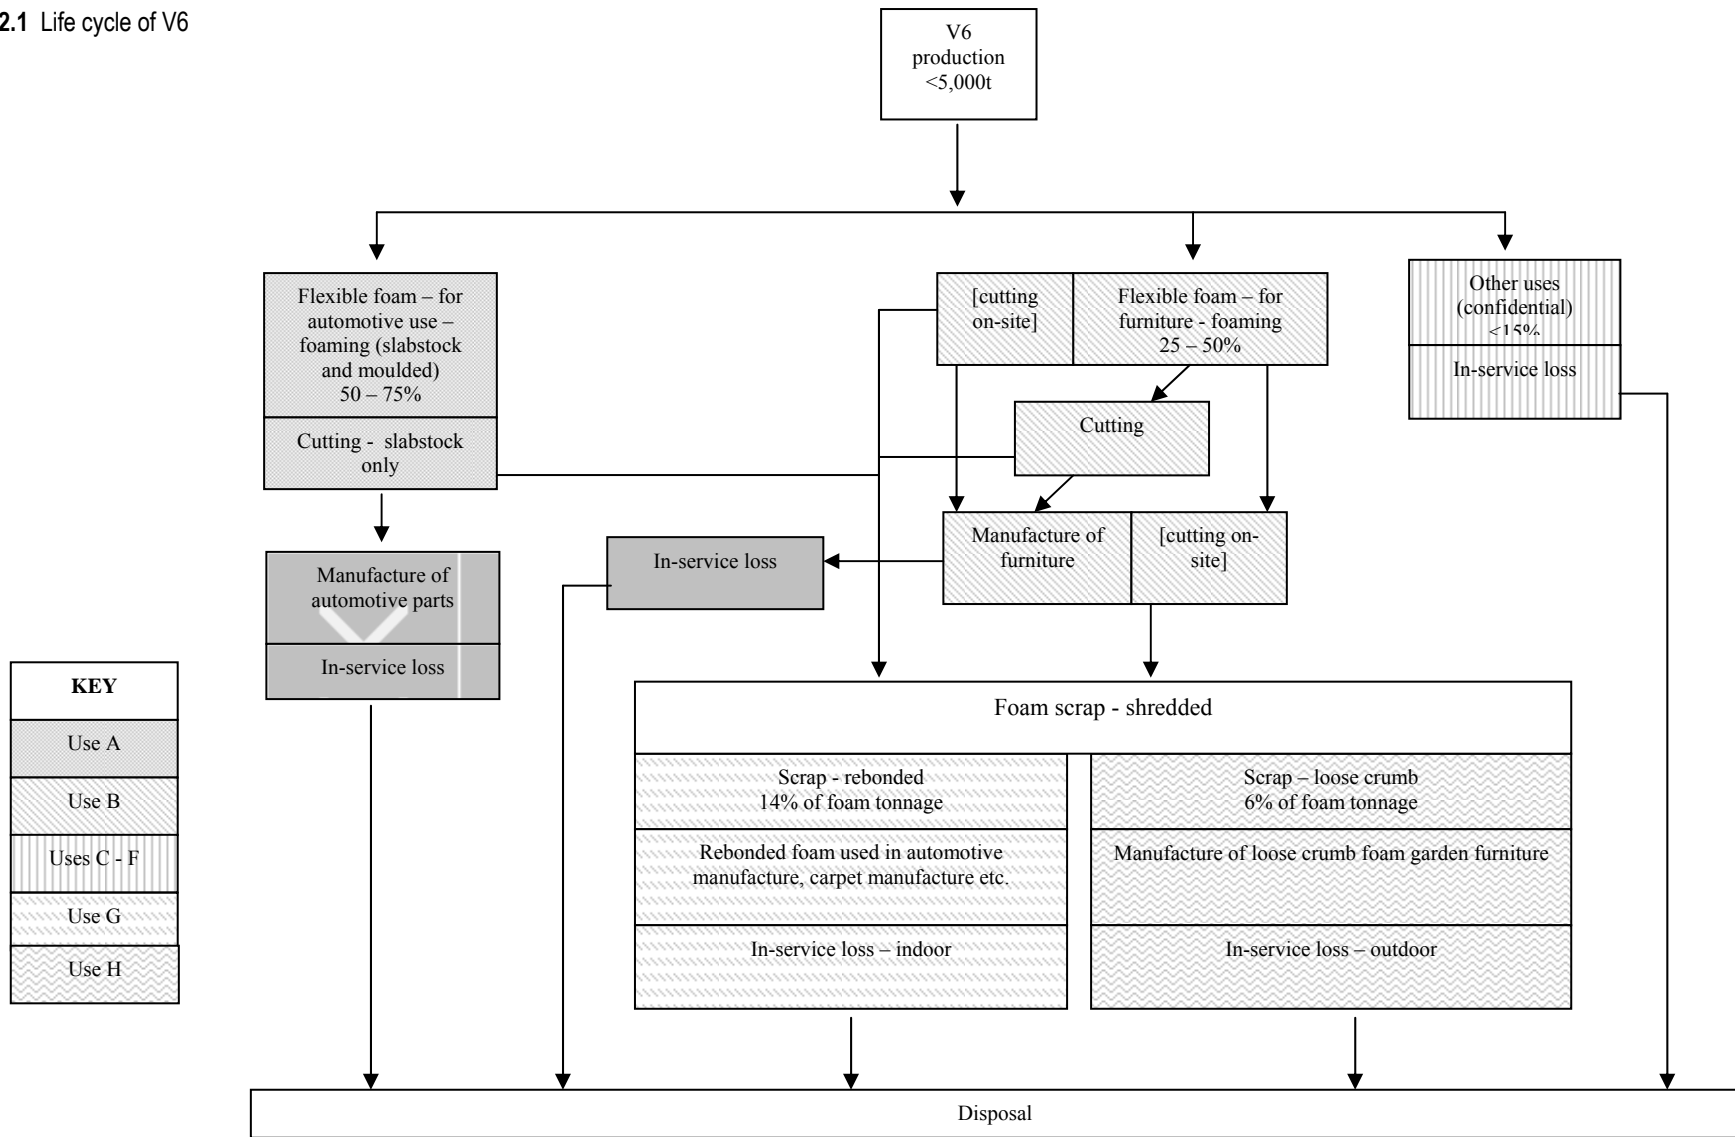 2.1 Life cycle of V6
V6
production
<5,000t
Flexible foam – for
automotive use –
foaming (slabstock
and moulded)
50 – 75%
Cutting - slabstock
only
[cutting
on-site]
Flexible foam – for
furniture - foaming
25 – 50%
Other uses
(confidential)
<15%
In-service loss
Cutting
Manufacture of
furniture
[cutting on-
site]
In-service loss
Manufacture of
automotive parts
In-service loss
KEY
Use A
Use B
Uses C - F
Use G
Use H
Foam scrap - shredded
Scrap - rebonded
14% of foam tonnage
Rebonded foam used in automotive
manufacture, carpet manufacture etc.
In-service loss – indoor
Scrap – loose crumb
6% of foam tonnage
Manufacture of loose crumb foam garden furniture
In-service loss – outdoor
Disposal